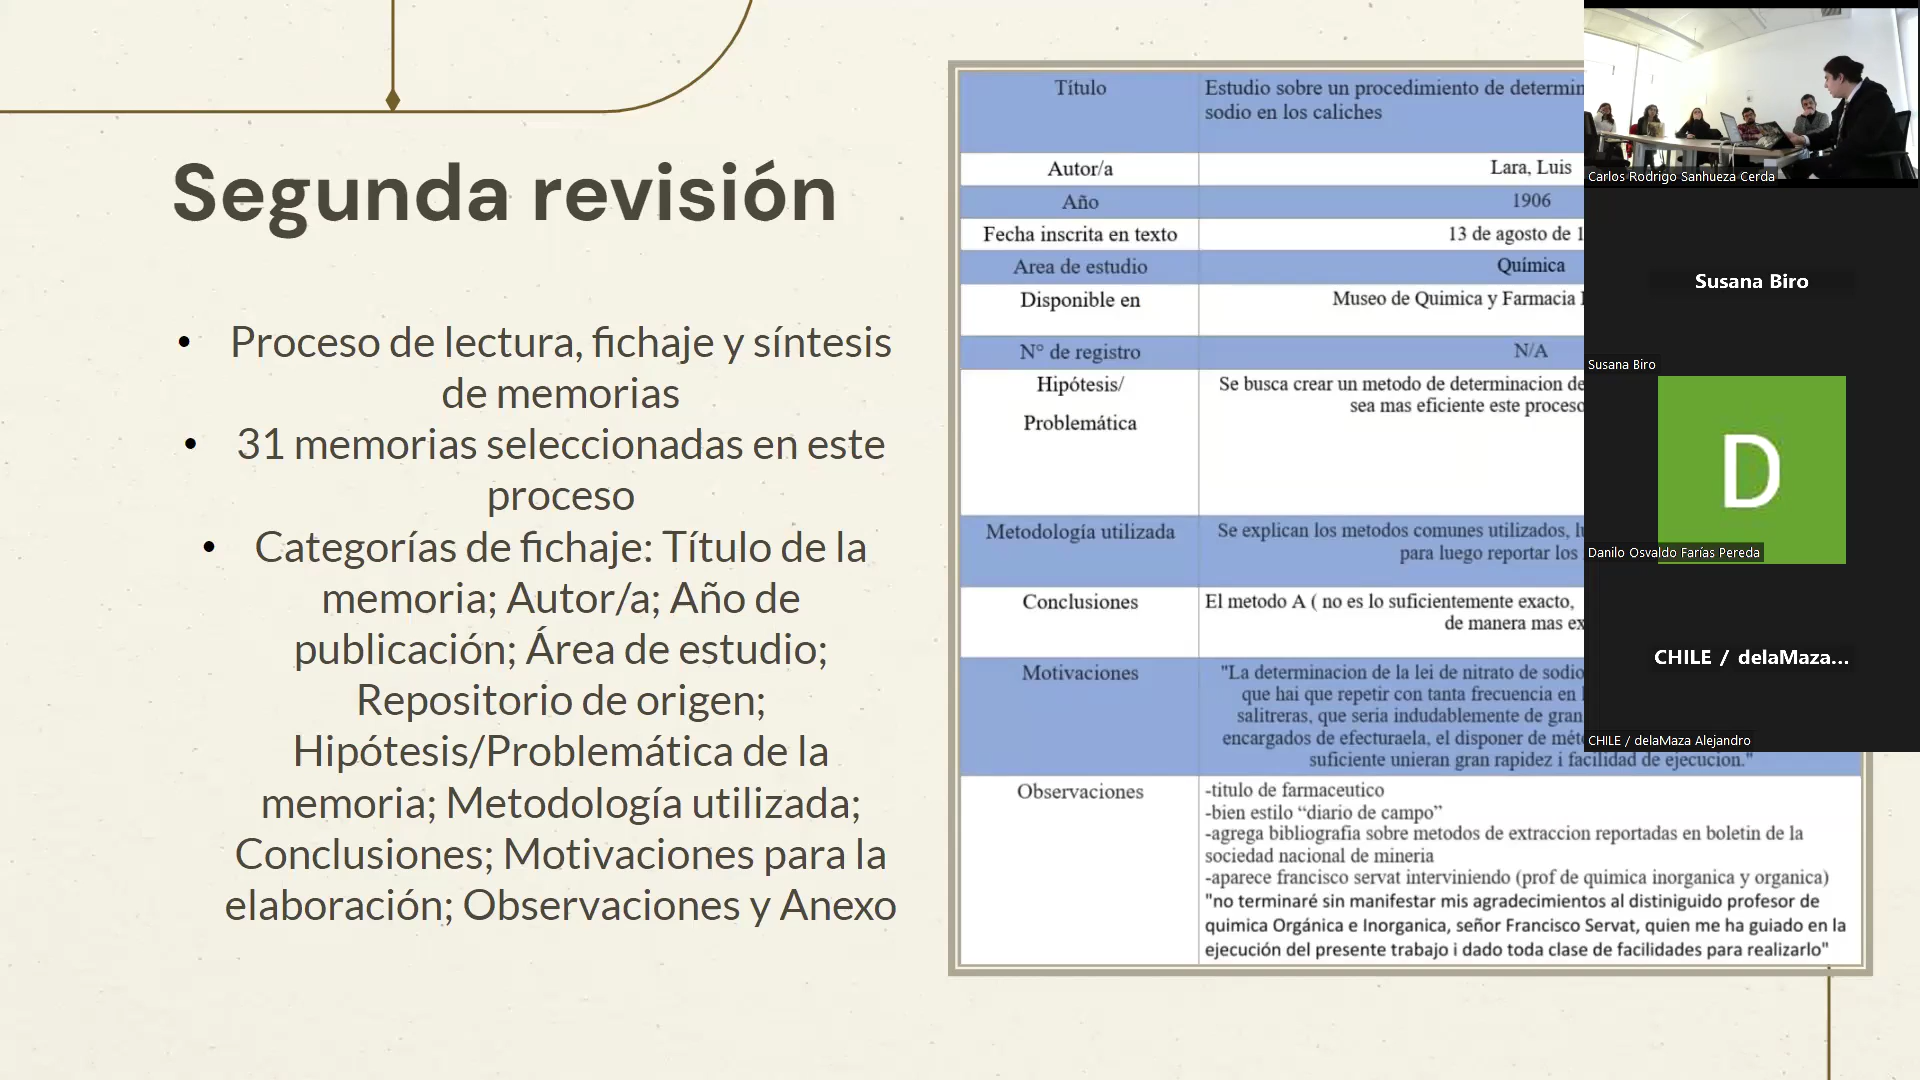 Segunda revisión
• Proceso de lectura, fichaje y síntesis
de memorias
• 31 memorias seleccionadas en este
proceso
• Categorías de fichaje: Título de la
memoria; Autor/a; Año de
publicación; Área de estudio;
Repositorio de origen;
Hipótesis/Problemática de la
memoria; Metodología utilizada;
Conclusiones; Motivaciones para la
elaboración; Observaciones y Anexo
Título
Estudio sobre un procedimiento de determin
sodio en los caliches
Autor/a
Lara, Luis
Año
1906
Fecha inscrita en texto
13 de agosto de 1
Area de estudio
Química
Disponible en
Museo de Quimica y Farmacia
N° de registro
N/A
Hipótesis/
Problemática
Se busca crear un metodo de determinacion de
sea mas eficiente este proceso
Metodología utilizada
Se explican los metodos comunes utilizados, lu
para luego reportar los
Conclusiones
El metodo A ( no es lo suficientemente exacto,
de manera mas ex
Motivaciones
"La determinacion de la lei de nitrato de sodio
que hai que repetir con tanta frecuencia en
salitreras, que seria indudablemente de gran
encargados de efecturaela, el disponer de mét
suficiente unieran gran rapidez i facilidad de ejecucion."
Observaciones
-titulo de farmaceutico
-bien estilo “diario de campo”
-agrega bibliografia sobre metodos de extraccion reportadas en boletin de la
sociedad nacional de mineria
-aparece francisco servat interviniendo (prof de quimica inorganica y organica)
"no terminaré sin manifestar mis agradecimientos al distiniguido profesor de
quimica Orgánica e Inorganica, señor Francisco Servat, quien me ha guiado en la
ejecución del presente trabajo i dado toda clase de facilidades para realizarlo"
Carlos Rodrigo Sanhueza Cerda
Susana Biro
Susana Biro
D
Danilo Osvaldo Farías Pereda
CHILE / delaMaza...
CHILE / delaMaza Alejandro